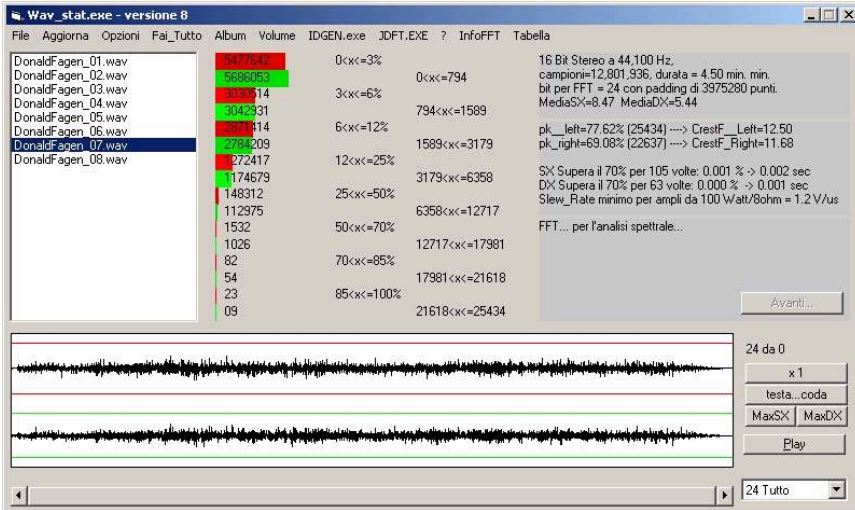 Wav_stat.exe - versione 8
File Aggiorna Opzioni Fai_Tutto Album Volume IDGEN.exe JDFT.EXE ? InfoFFT Tabella
DonaldFagen_01.wav
DonaldFagen_02.wav
DonaldFagen_03.wav
DonaldFagen_04.wav
DonaldFagen_05.wav
DonaldFagen_06.wav
DonaldFagen_07.wav
DonaldFagen_08.wav
5477642 0<x<=3%
5686053 0<x<=794
3030514 3<x<=6%
3042931 794<x<=1589
2871414 6<x<=12%
2784209 1589<x<=3179
1272417 12<x<=25%
1174679 3179<x<=6358
148312 25<x<=50%
112975 6358<x<=12717
1532 50<x<=70%
1026 12717<x<=17981
82 70<x<=85%
54 17981<x<=21618
23 85<x<=100%
09 21618<x<=25434
16 Bit Stereo a 44,100 Hz,
campioni=12,801,936, durata = 4.50 min. min.
bit per FFT = 24 con padding di 3975280 punti.
MediaSX=8.47 MediaDX=5.44
pk__left=77.62% (25434) ----> CrestF__Left=12.50
pk_right=69.08% (22637) ----> CrestF_Right=11.68
SX Supera il 70% per 105 volte: 0.001 % -> 0.002 sec
DX Supera il 70% per 63 volte: 0.000 % -> 0.001 sec
Slew_Rate minimo per ampli da 100 Watt/8ohm = 1.2 V/us
FFT... per l'analisi spettrale...
Avanti...
24 da 0
x 1
testa...coda
MaxSX MaxDX
Play
24 Tutto